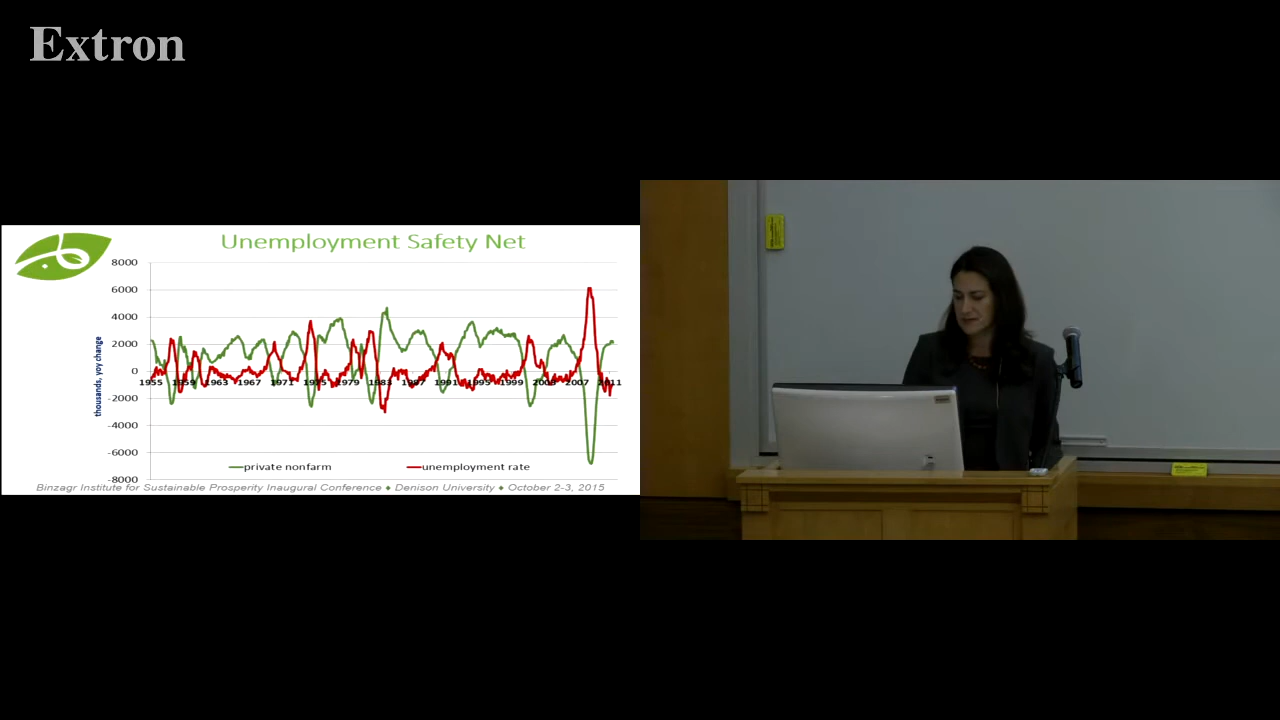 Extron
Unemployment Safety Net
8000
6000
4000
2000
0
-2000
-4000
-6000
-8000
thousands, yoy change
1955 1959 1963 1967 1971 1975 1979 1983 1987 1991 1995 1999 2003 2007 2011
private nonfarm unemployment rate
Binzagr Institute for Sustainable Prosperity Inaugural Conference ♦ Denison University ♦ October 2-3, 2015